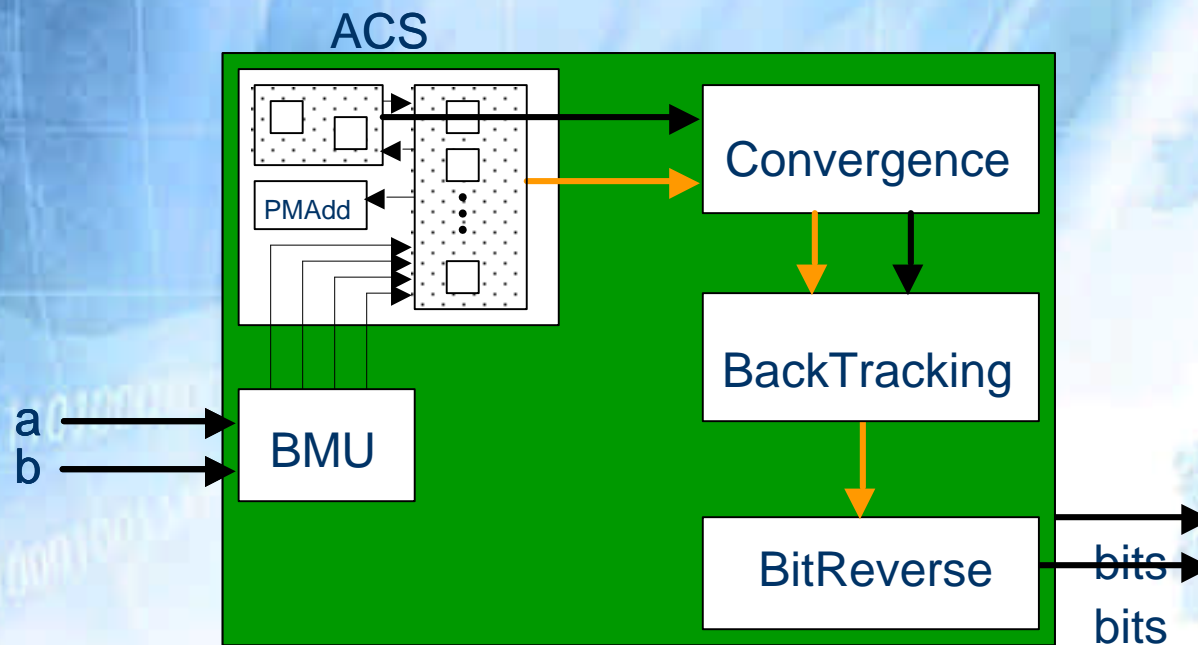 ACS
Convergence
PMAdd
BackTracking
a
b
BMU
BitReverse
bits
bits